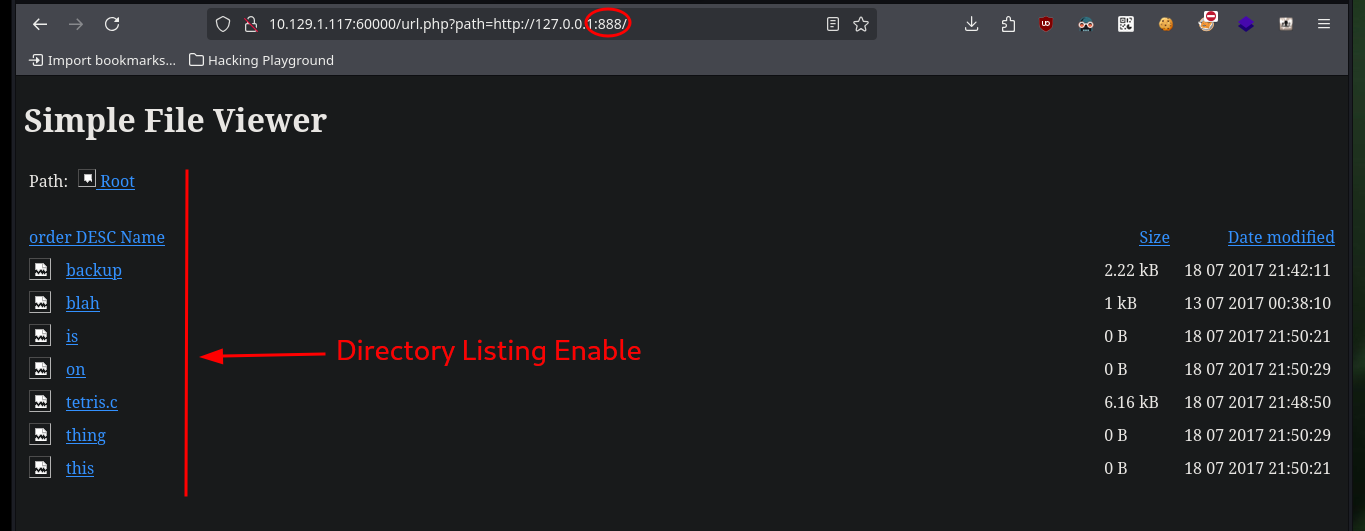 10.129.1.117:60000/url.php?path=http://127.0.0.1:888/
Import bookmarks... Hacking Playground
Simple File Viewer
Path: Root
order DESC Name Size Date modified
backup 2.22 kB 18 07 2017 21:42:11
blah 1 kB 13 07 2017 00:38:10
is 0 B 18 07 2017 21:50:21
on 0 B 18 07 2017 21:50:29
Directory Listing Enable
tetris.c 6.16 kB 18 07 2017 21:48:50
thing 0 B 18 07 2017 21:50:29
this 0 B 18 07 2017 21:50:21